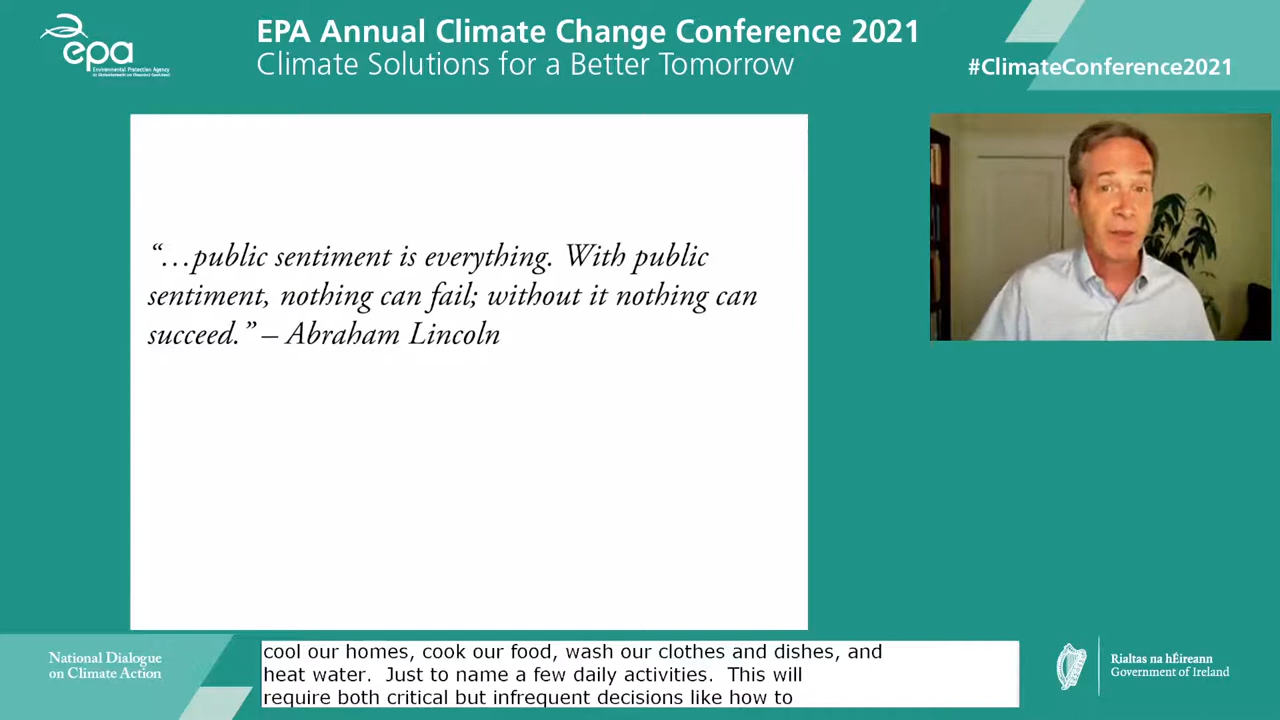 epa
Environmental Protection Agency
EPA Annual Climate Change Conference 2021
Climate Solutions for a Better Tomorrow
#ClimateConference2021
“…public sentiment is everything. With public
sentiment, nothing can fail; without it nothing can
succeed.” – Abraham Lincoln
National Dialogue
on Climate Action
cool our homes, cook our food, wash our clothes and dishes, and
heat water. Just to name a few daily activities. This will
require both critical but infrequent decisions like how to
Rialtas na hÉireann
Government of Ireland